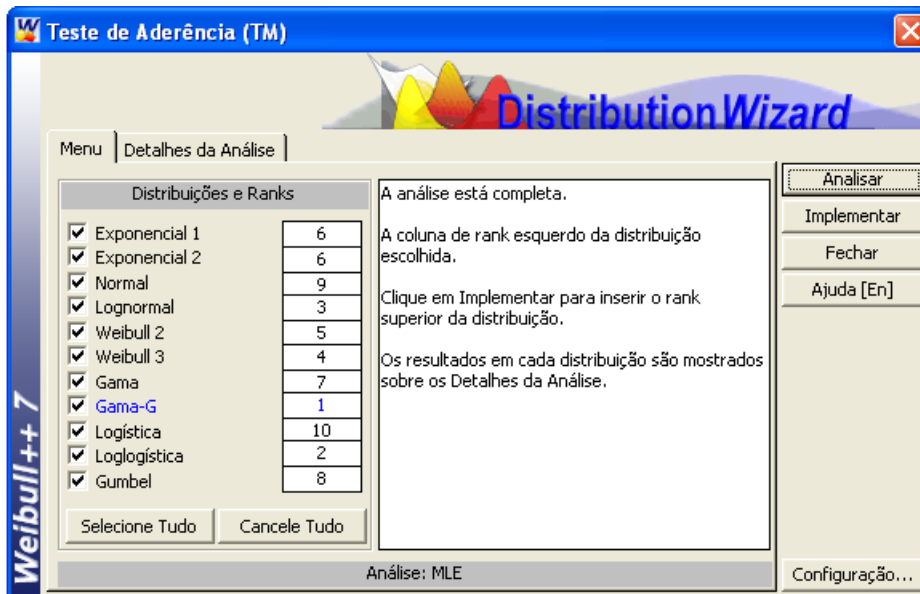 Teste de Aderência (TM)
Distribution Wizard
Menu
Detalhes da Análise
Distribuições e Ranks
Exponencial 1 6
Exponencial 2 6
Normal 9
Lognormal 3
Weibull 2 5
Weibull 3 4
Gama 7
Gama-G 1
Logística 10
Loglogística 2
Gumbel 8
Selecione Tudo
Cancele Tudo
A análise está completa.
A coluna de rank esquerdo da distribuição
escolhida.
Clique em Implementar para inserir o rank
superior da distribuição.
Os resultados em cada distribuição são mostrados
sobre os Detalhes da Análise.
Analisar
Implementar
Fechar
Ajuda [En]
Configuração...
Análise: MLE
Weibull++ 7